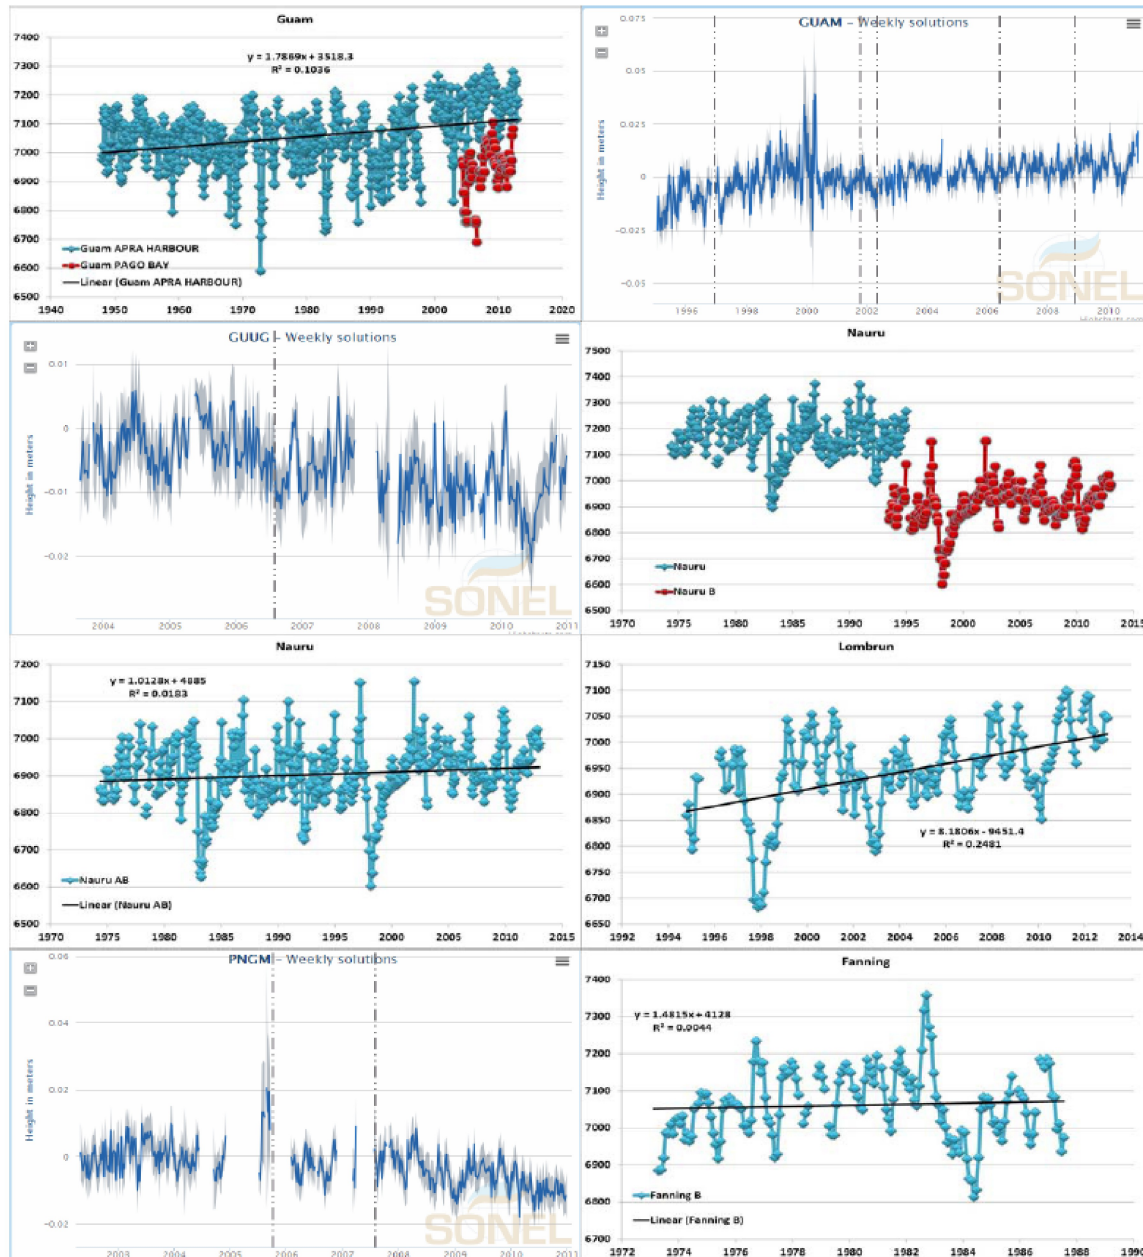 Guam
7400
7300
7200
7100
7000
6900
6800
6700
6600
6500
y = 1.7869x + 3518.3
R² = 0.1036
Guam APRA HARBOUR
Guam PAGO BAY
Linear (Guam APRA HARBOUR)
1940 1950 1960 1970 1980 1990 2000 2010 2020
GUAM – Weekly solutions
Height in meters
0.075
0.05
0.025
0
−0.025
−0.05
SONEL
1996 1998 2000 2002 2004 2006 2008 2010
GUUG – Weekly solutions
Height in meters
0.01
0
−0.01
−0.02
SONEL
2004 2005 2006 2007 2008 2009 2010 2011
Nauru
7500
7400
7300
7200
7100
7000
6900
6800
6700
6600
6500
Nauru
Nauru B
1970 1975 1980 1985 1990 1995 2000 2005 2010 2015
Nauru
7200
7100
7000
6900
6800
6700
6600
6500
y = 1.0128x + 4885
R² = 0.0183
Nauru AB
Linear (Nauru AB)
1970 1975 1980 1985 1990 1995 2000 2005 2010 2015
Lombrun
7150
7100
7050
7000
6950
6900
6850
6800
6750
6700
6650
y = 8.1806x - 9451.4
R² = 0.2481
1992 1994 1996 1998 2000 2002 2004 2006 2008 2010 2012 2014
PNGM – Weekly solutions
Height in meters
0.06
0.04
0.02
0
−0.02
SONEL
2003 2004 2005 2006 2007 2008 2009 2010 2011
Fanning
7400
7300
7200
7100
7000
6900
6800
6700
y = 1.4815x + 4128
R² = 0.0044
Fanning B
Linear (Fanning B)
1972 1974 1976 1978 1980 1982 1984 1986 1988